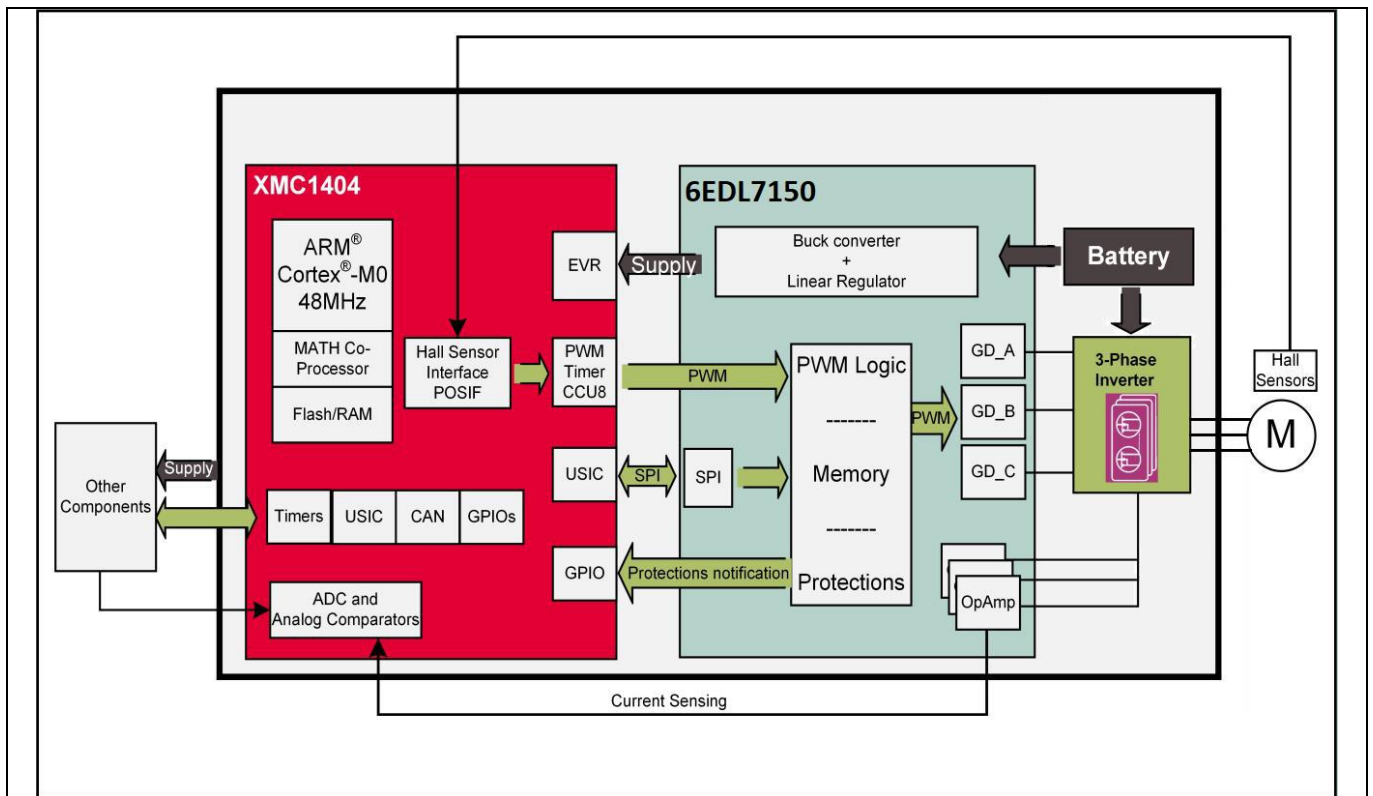 XMC1404
ARM®
Cortex®-M0
48MHz
MATH Co-
Processor
Flash/RAM
Hall Sensor
Interface
POSIF
EVR
PWM
Timer
CCU8
USIC
GPIO
Timers
USIC
CAN
GPIOs
ADC and
Analog Comparators
Other
Components
Supply
Supply
PWM
SPI
Protections notification
6EDL7150
Buck converter
+
Linear Regulator
SPI
PWM Logic
-------
Memory
-------
Protections
PWM
GD_A
GD_B
GD_C
OpAmp
Battery
3-Phase
Inverter
Hall
Sensors
M
Current Sensing